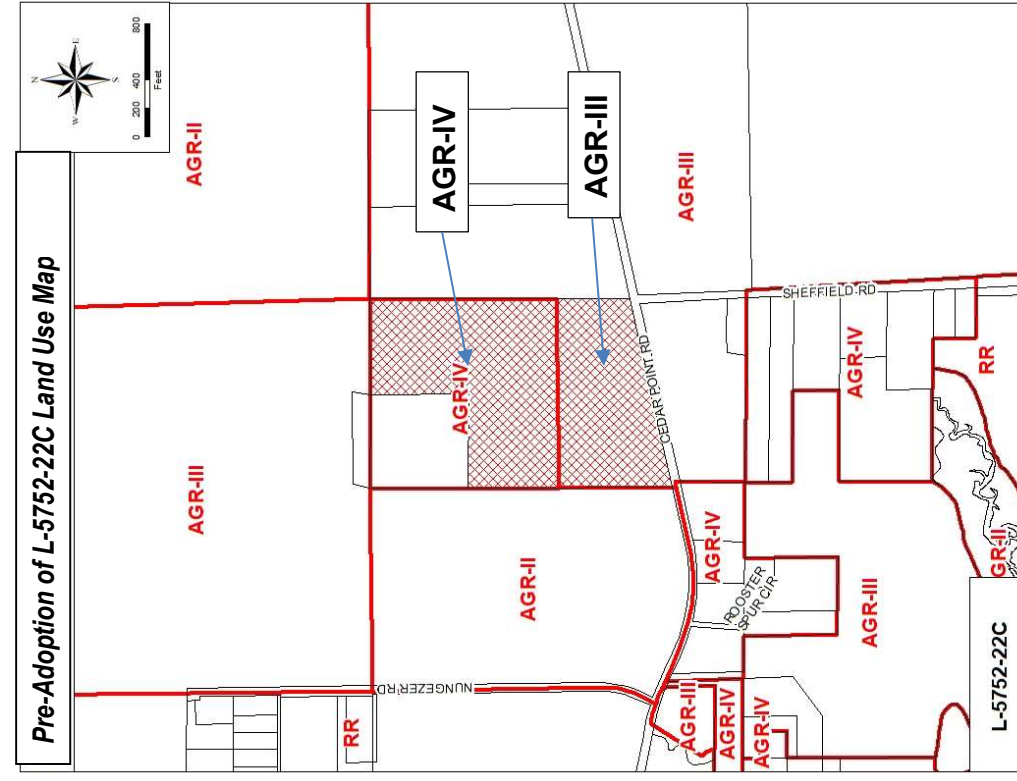 Pre-Adoption of L-5752-22C Land Use Map
N
W
E
S
0 200 400 800
Feet
AGR-II
AGR-III
AGR-IV
AGR-III
AGR-IV
AGR-III
AGR-II
CEDAR POINT RD
SHEFFIELD RD
NUNGEZER RD
RR
AGR-IV
ROOSTER
SPUR CIR
AGR-IV
RR
AGR-III
AGR-III
AGR-IV
AGR-IV
GR-II
L-5752-22C